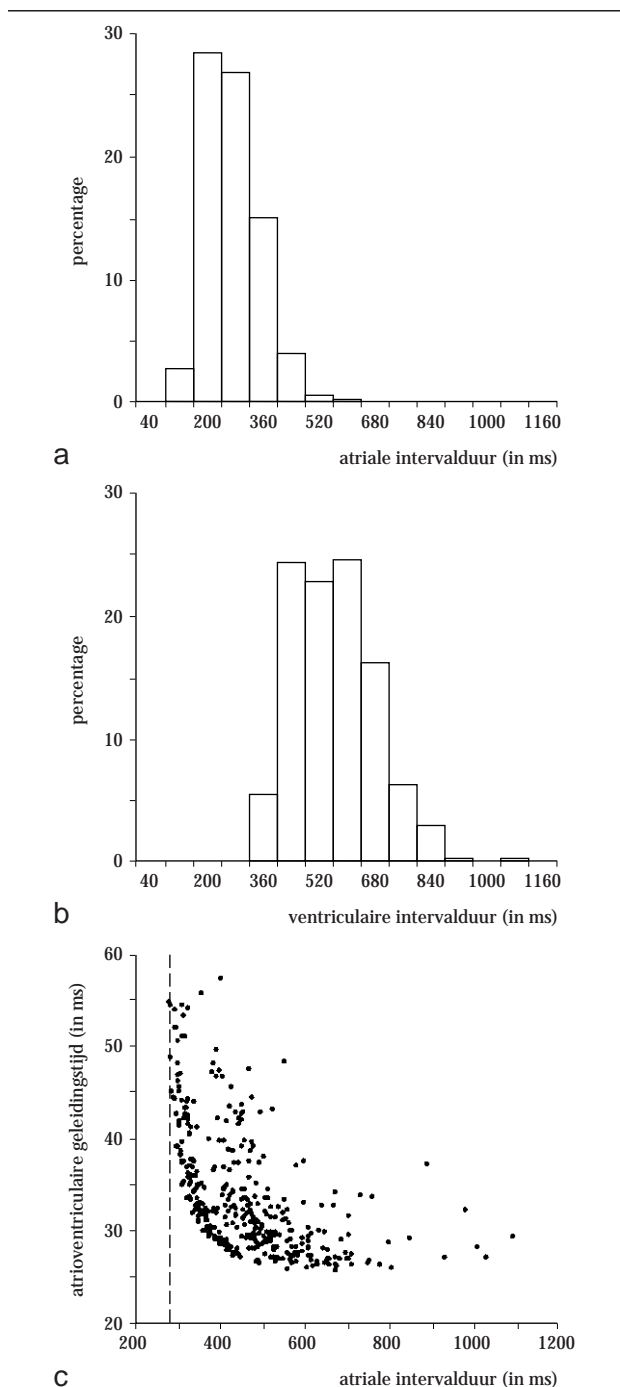 30
20
percentage
10
0
40 200 360 520 680 840 1000 1160
a atriale intervalduur (in ms)
30
20
percentage
10
0
40 200 360 520 680 840 1000 1160
b ventriculaire intervalduur (in ms)
60
50
atrioventriculaire geleidingstijd (in ms)
40
30
20
200 400 600 800 1000 1200
c atriale intervalduur (in ms)